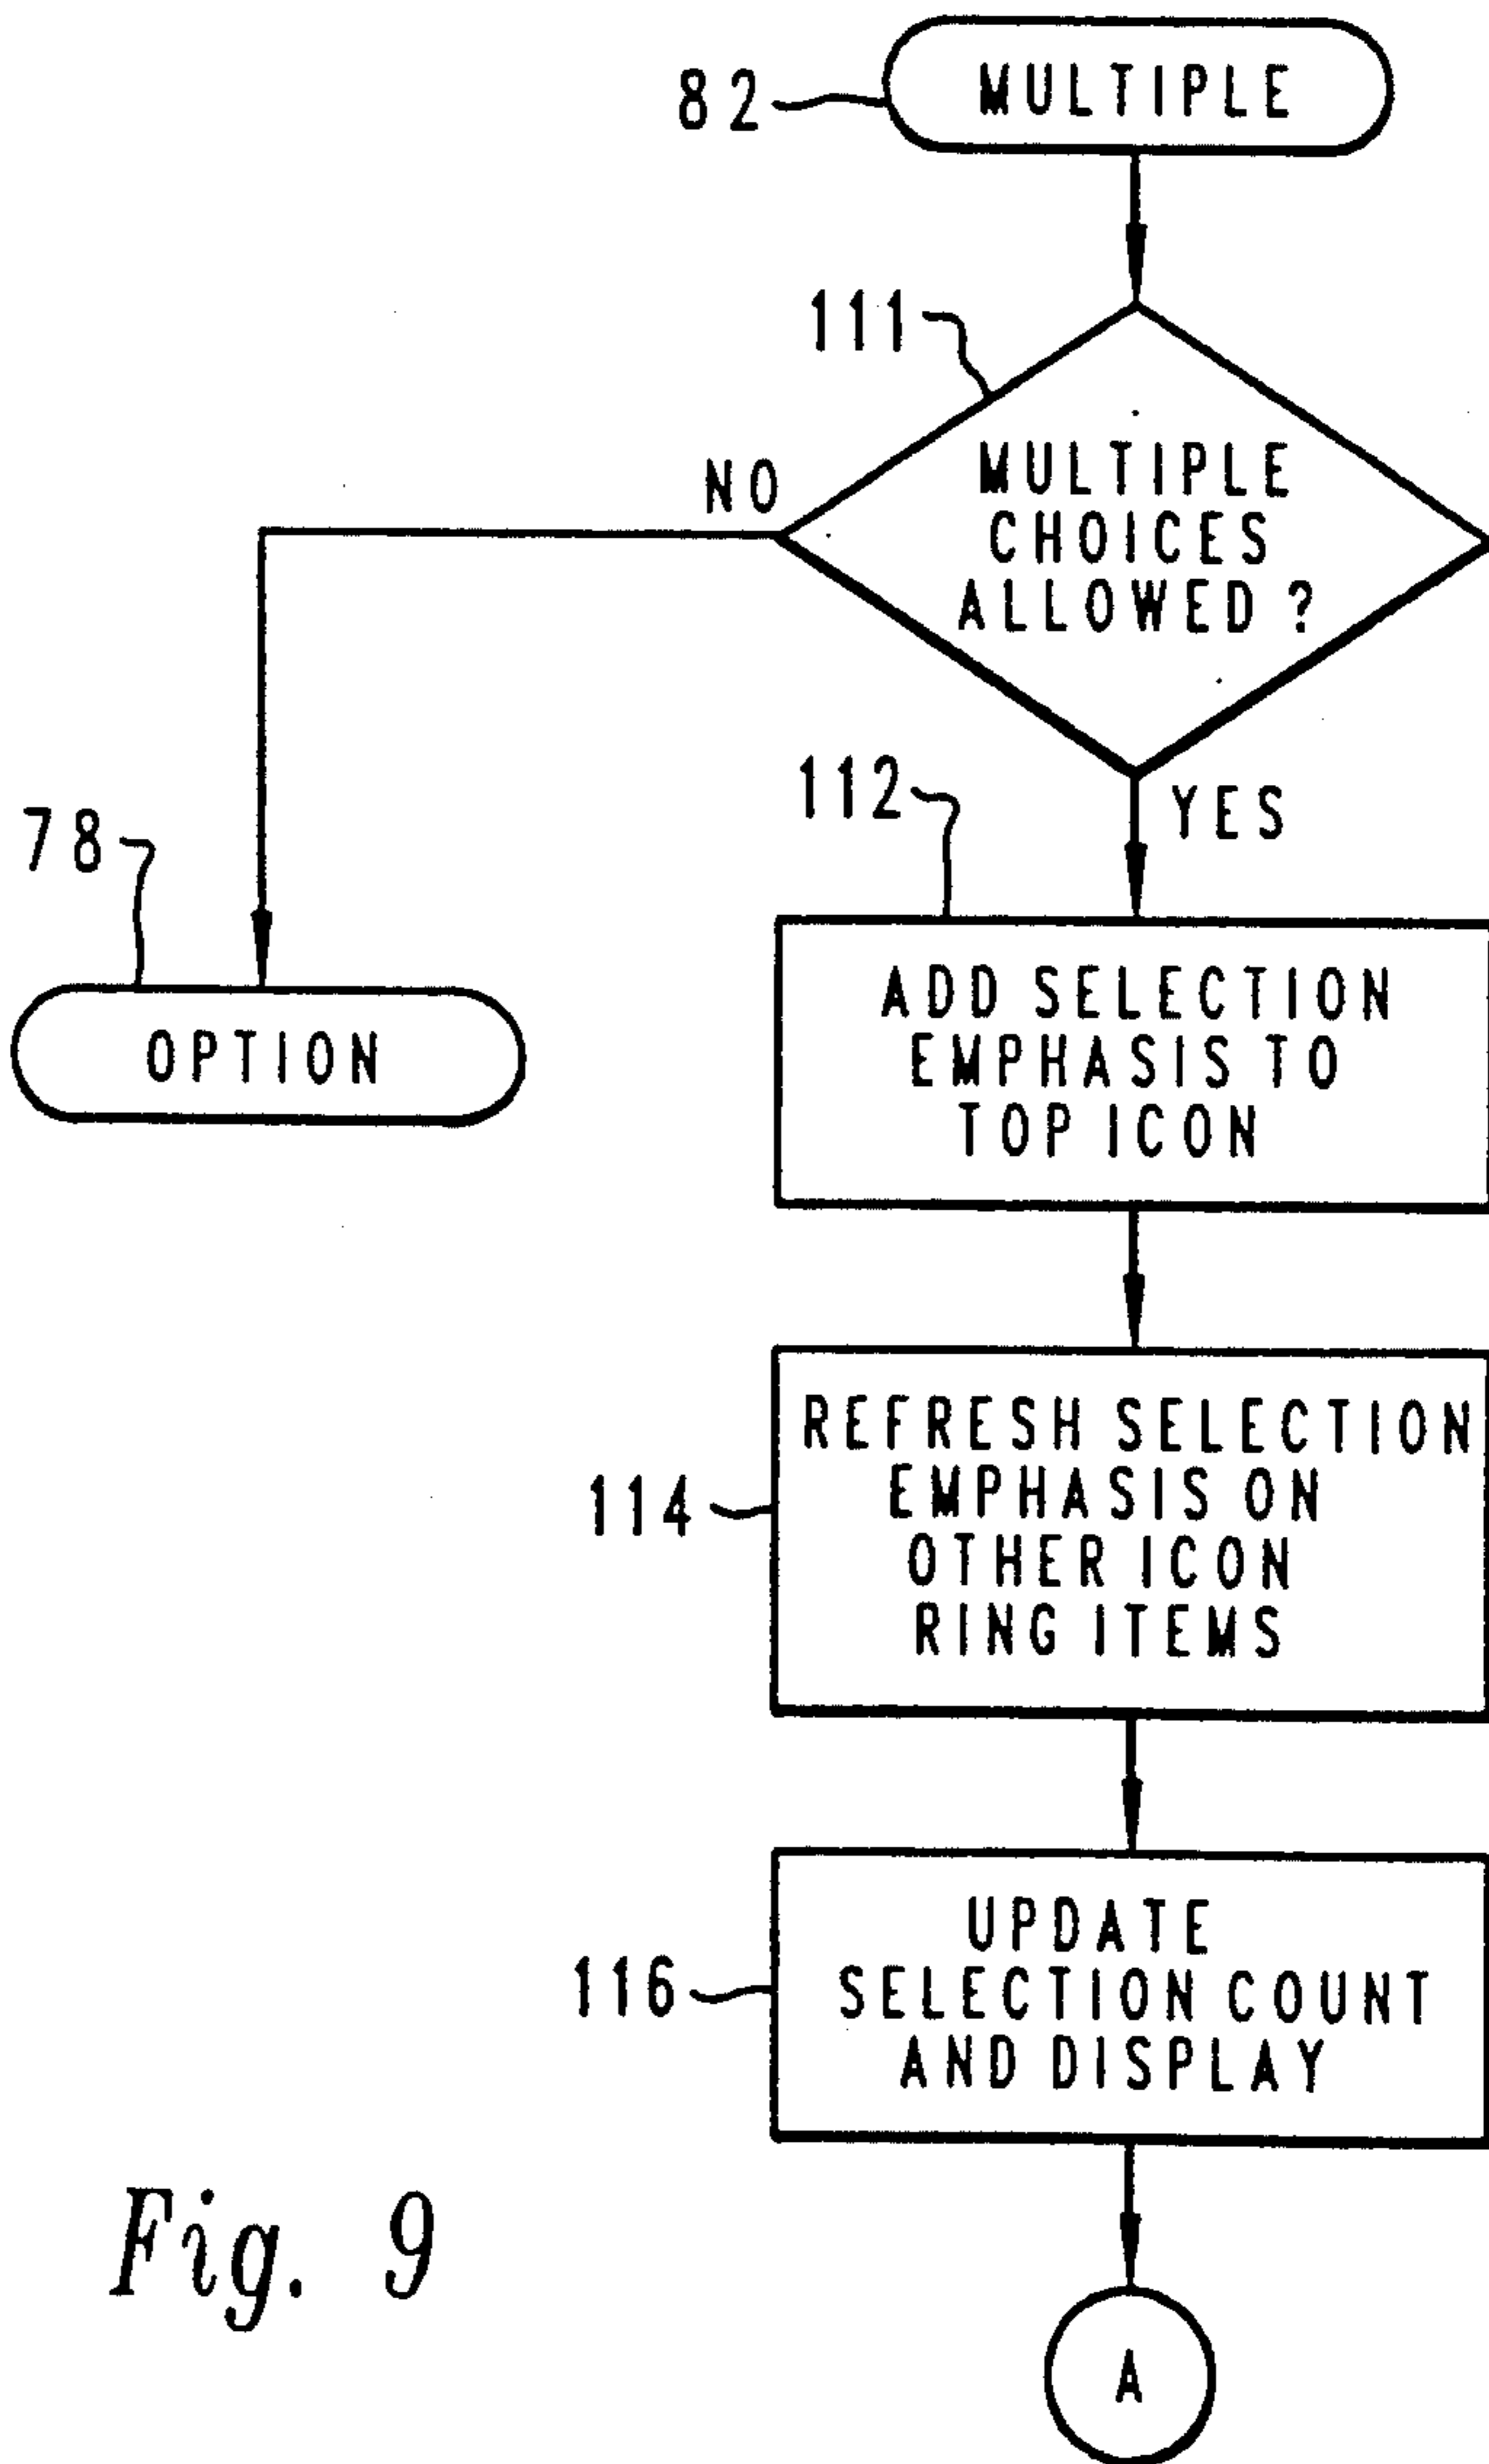 82
MULTIPLE
111
MULTIPLE
CHOICES
ALLOWED?
NO
YES
78
OPTION
112
ADD SELECTION
EMPHASIS TO
TOP ICON
114
REFRESH SELECTION
EMPHASIS ON
OTHER ICON
RING ITEMS
116
UPDATE
SELECTION COUNT
AND DISPLAY
A
Fig. 9